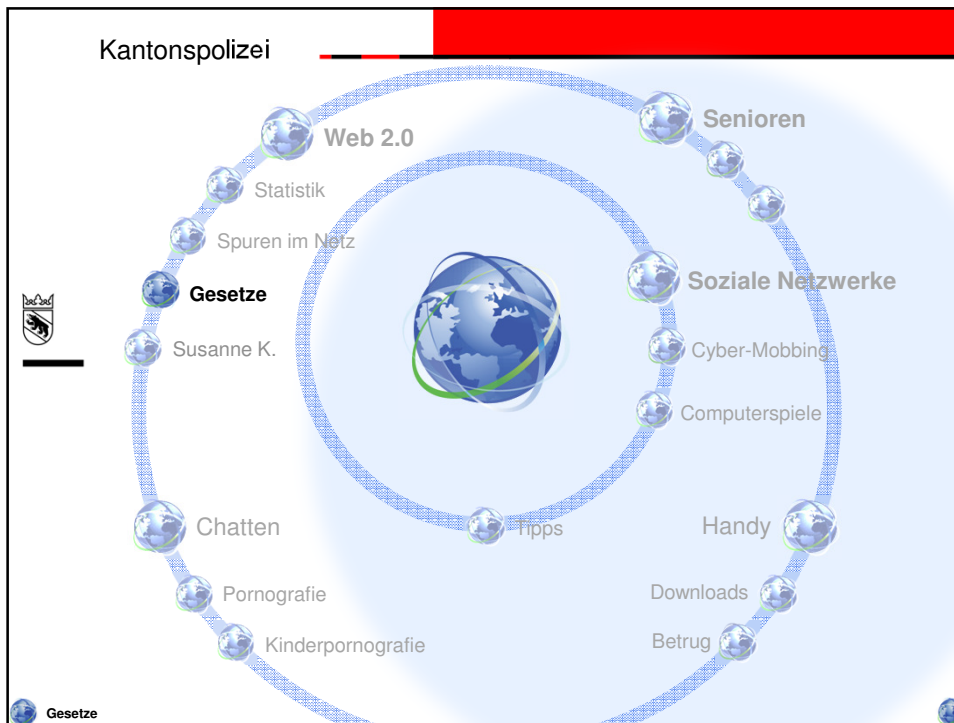 Kantonspolizei
Web 2.0
Senioren
Statistik
Spuren im Netz
Gesetze
Soziale Netzwerke
Susanne K.
Cyber-Mobbing
Computerspiele
Chatten
Tipps
Handy
Pornografie
Downloads
Kinderpornografie
Betrug
Gesetze